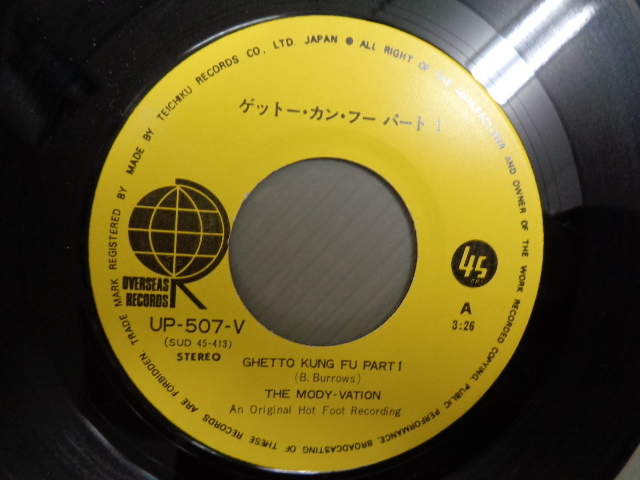 TRADE MARK REGISTERED BY MADE BY TEICHIKU RECORDS CO., LTD. JAPAN ● ALL RIGHT OF THE MANUFACTURER AND OWNER OF THE WORK RECORDED COPYING, PUBLIC PERFORMANCE, BROADCASTING OF THESE RECORDS ARE FORBIDDEN
ゲットー・カン・フー パート 1
OVERSEAS
RECORDS
45
A
3:26
UP-507-V
(SUD 45-413)
STEREO
GHETTO KUNG FU PART 1
(B. Burrows)
THE MODY-VATION
An Original Hot Foot Recording